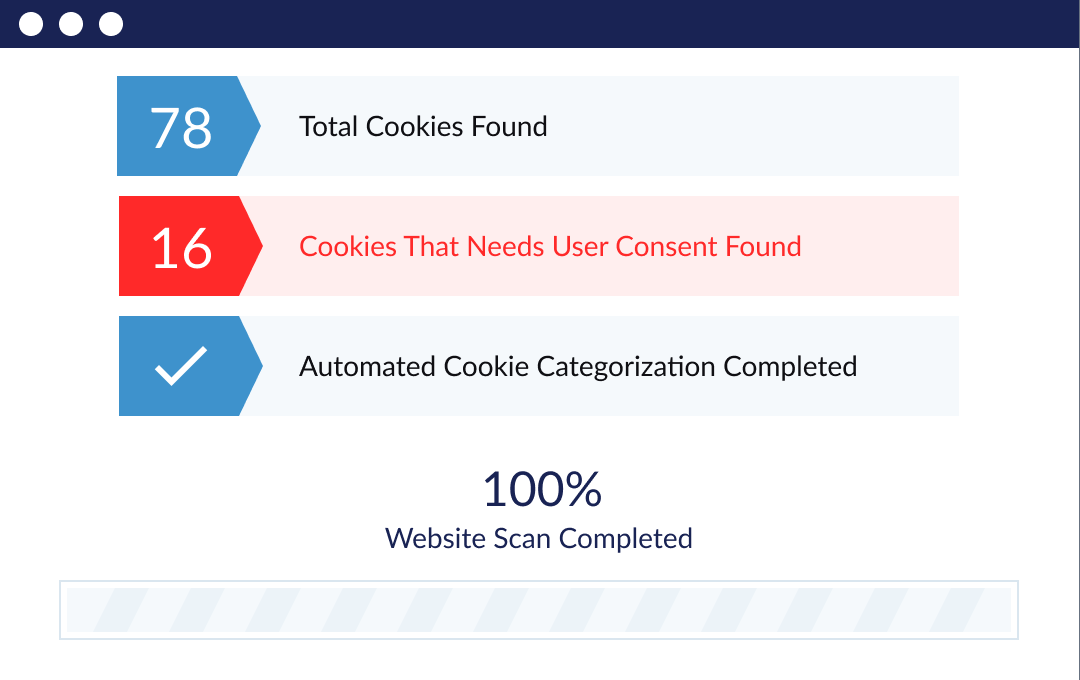 78
Total Cookies Found
16
Cookies That Needs User Consent Found
Automated Cookie Categorization Completed
100%
Website Scan Completed